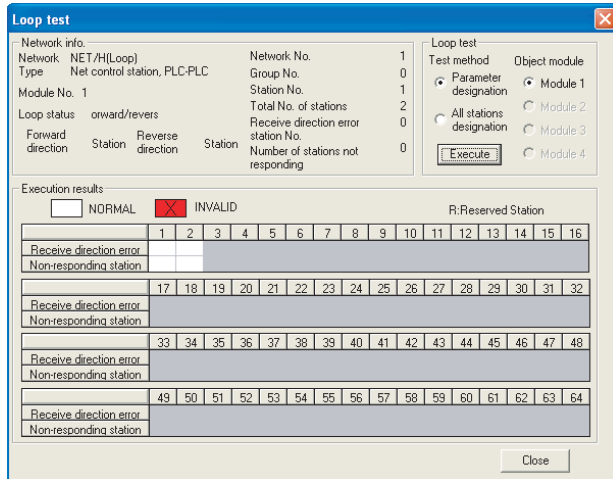 Loop test
Network info.
Network NET/H(Loop)
Type Net control station, PLC-PLC
Module No. 1
Loop status orward/revers
Forward direction Station Reverse direction Station
Network No. 1
Group No. 0
Station No. 1
Total No. of stations 2
Receive direction error station No. 0
Number of stations not responding 0
Loop test
Test method Object module
Parameter designation
All stations designation
Execute
Module 1
Module 2
Module 3
Module 4
Execution results
NORMAL X INVALID R:Reserved Station
1 2 3 4 5 6 7 8 9 10 11 12 13 14 15 16
Receive direction error
Non-responding station
17 18 19 20 21 22 23 24 25 26 27 28 29 30 31 32
Receive direction error
Non-responding station
33 34 35 36 37 38 39 40 41 42 43 44 45 46 47 48
Receive direction error
Non-responding station
49 50 51 52 53 54 55 56 57 58 59 60 61 62 63 64
Receive direction error
Non-responding station
Close